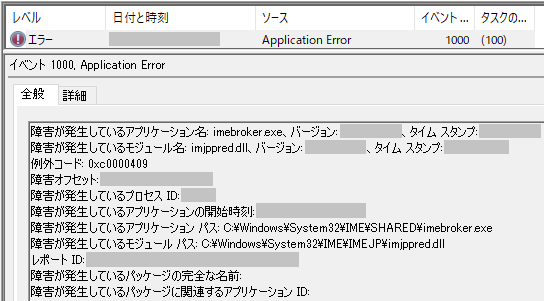 レベル 日付と時刻 ソース イベント ... タスクの...
エラー Application Error 1000 (100)
イベント 1000, Application Error
全般 詳細
障害が発生しているアプリケーション名: imebroker.exe、バージョン: 、タイム スタンプ:
障害が発生しているモジュール名: imjppred.dll、バージョン: 、タイム スタンプ:
例外コード: 0xc0000409
障害オフセット:
障害が発生しているプロセス ID:
障害が発生しているアプリケーションの開始時刻:
障害が発生しているアプリケーション パス: C:¥Windows¥System32¥IME¥SHARED¥imebroker.exe
障害が発生しているモジュール パス: C:¥Windows¥System32¥IME¥IMEJP¥imjppred.dll
レポート ID:
障害が発生しているパッケージの完全な名前:
障害が発生しているパッケージに関連するアプリケーション ID: